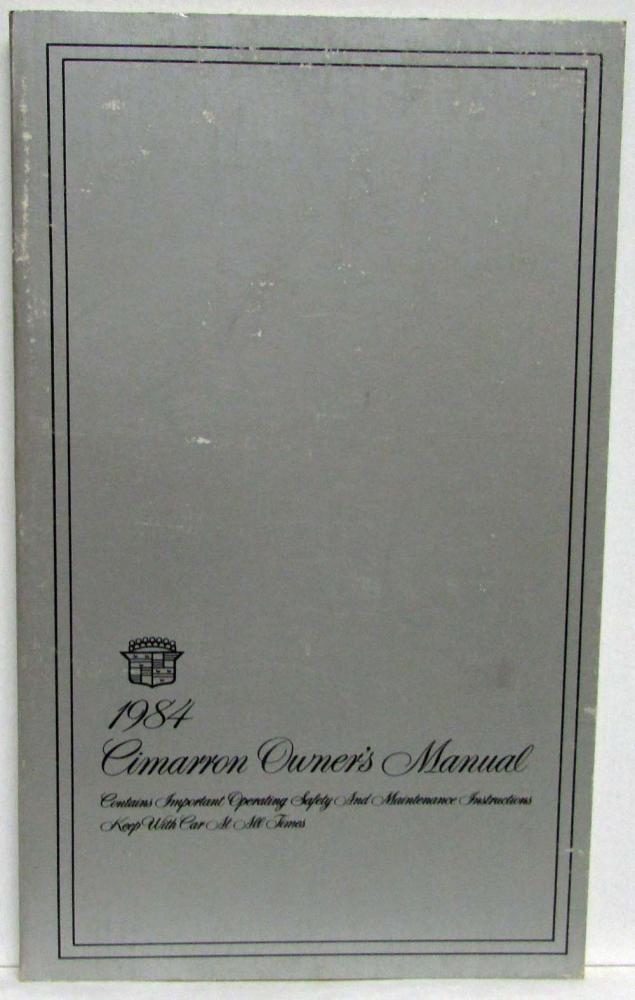 1984
Cimarron Owner's Manual
Contains Important Operating Safety And Maintenance Instructions
Keep With Car At All Times